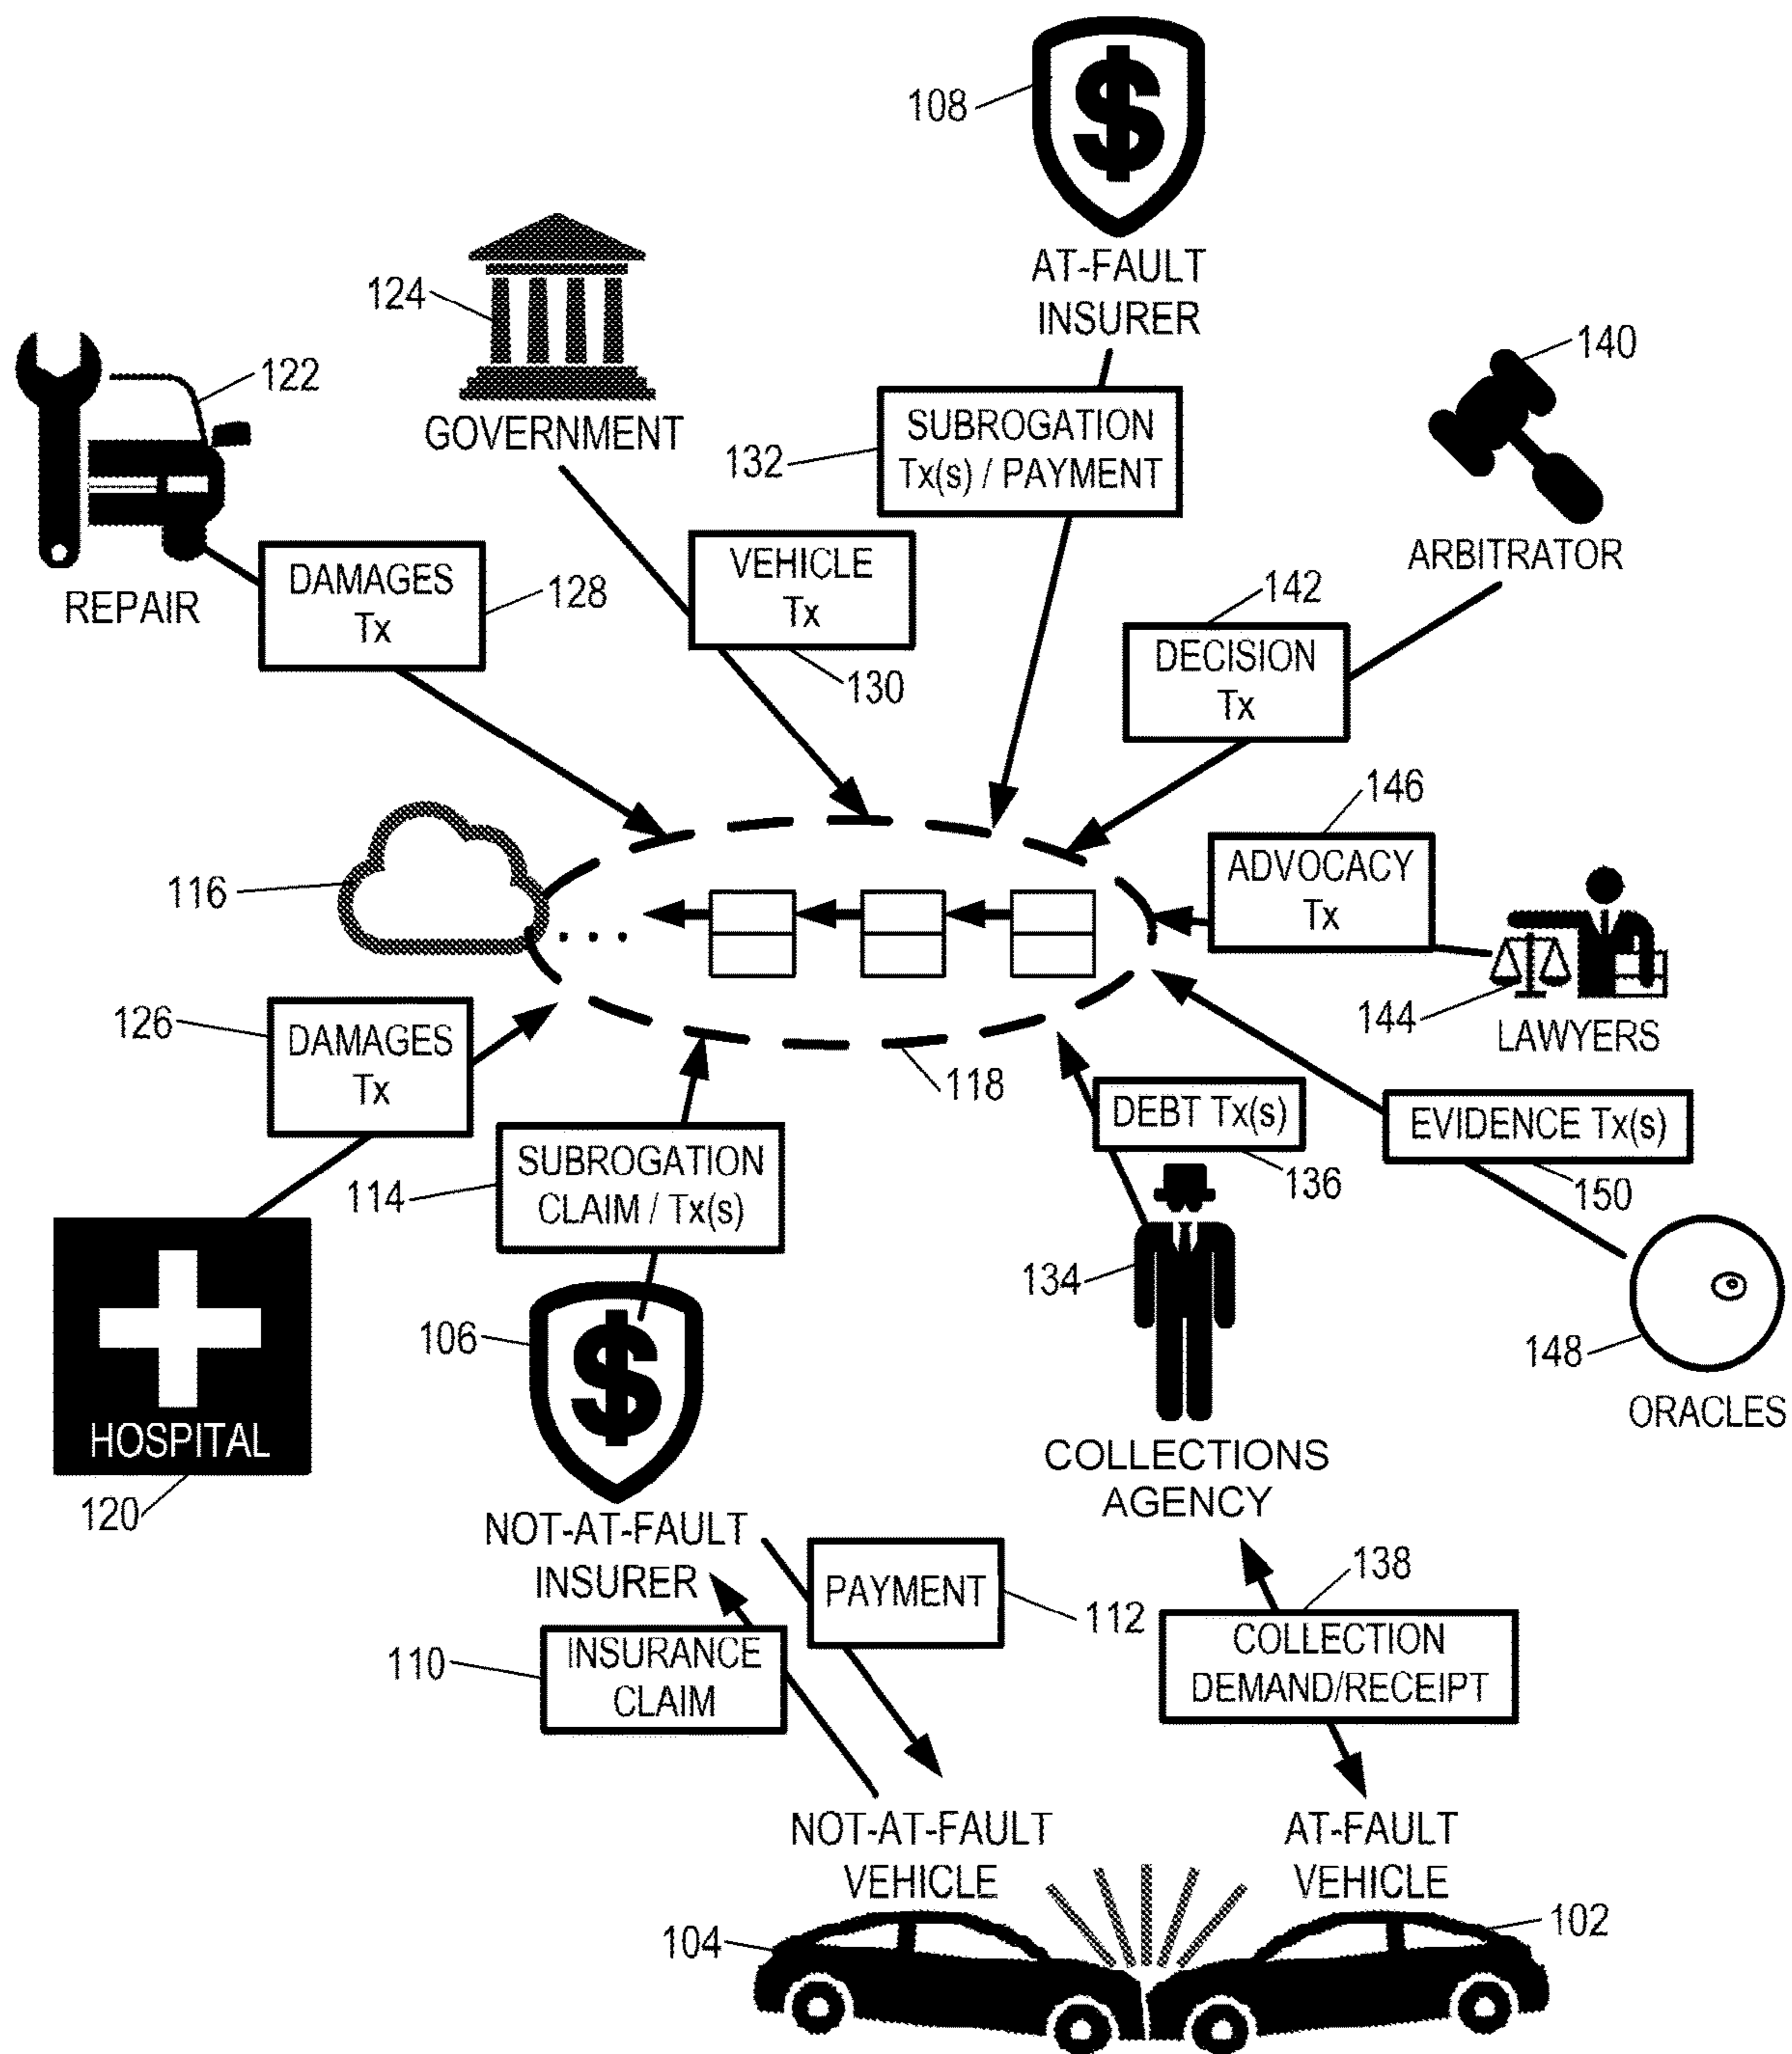 108
AT-FAULT
INSURER
124
GOVERNMENT
122
REPAIR
140
ARBITRATOR
132
SUBROGATION
Tx(s) / PAYMENT
DAMAGES
Tx
128
VEHICLE
Tx
130
142
DECISION
Tx
146
ADVOCACY
Tx
116
...
144
LAWYERS
126
DAMAGES
Tx
118
DEBT Tx(s)
136
EVIDENCE Tx(s)
150
114
SUBROGATION
CLAIM / Tx(s)
134
148
ORACLES
106
$
$
HOSPITAL
120
COLLECTIONS
AGENCY
NOT-AT-FAULT
INSURER
PAYMENT
112
138
COLLECTION
DEMAND/RECEIPT
110
INSURANCE
CLAIM
NOT-AT-FAULT
VEHICLE
AT-FAULT
VEHICLE
104
102